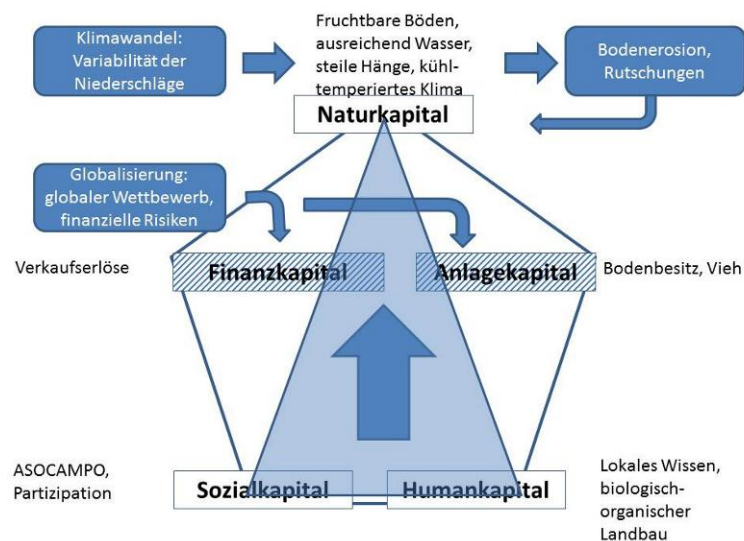 Klimawandel:
Variabilität der
Niederschläge
Fruchtbare Böden,
ausreichend Wasser,
steile Hänge, kühl-
temperiertes Klima
Bodenerosion,
Rutschungen
Naturkapital
Globalisierung:
globaler Wettbewerb,
finanzielle Risiken
Verkaufserlöse
Finanzkapital
Anlagekapital
Bodenbesitz, Vieh
ASOCAMPO,
Partizipation
Sozialkapital
Humankapital
Lokales Wissen,
biologisch-
organischer
Landbau